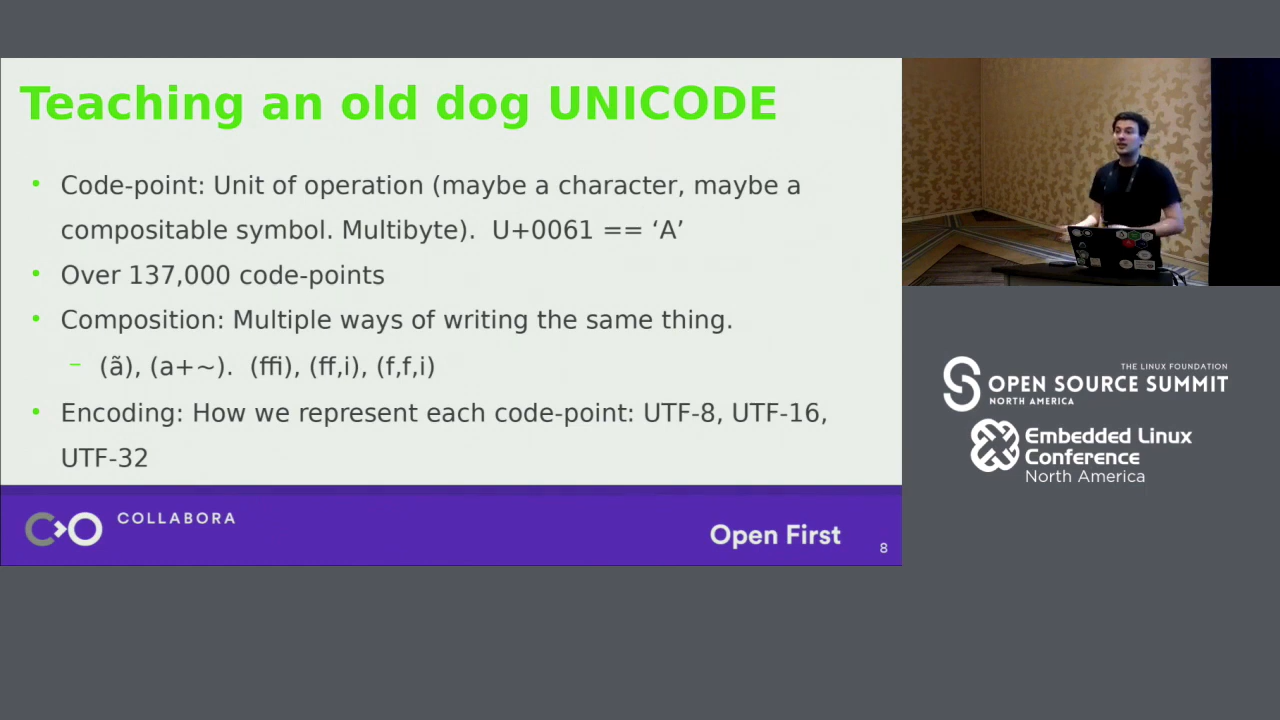 Teaching an old dog UNICODE
• Code-point: Unit of operation (maybe a character, maybe a
compositable symbol. Multibyte).  U+0061 == ‘A’
• Over 137,000 code-points
• Composition: Multiple ways of writing the same thing.
– (ã), (a+~).  (ffi), (ff,i), (f,f,i)
• Encoding: How we represent each code-point: UTF-8, UTF-16,
UTF-32
COLLABORA
Open First
8
THE LINUX FOUNDATION
OPEN SOURCE SUMMIT
NORTH AMERICA
Embedded Linux
Conference
North America